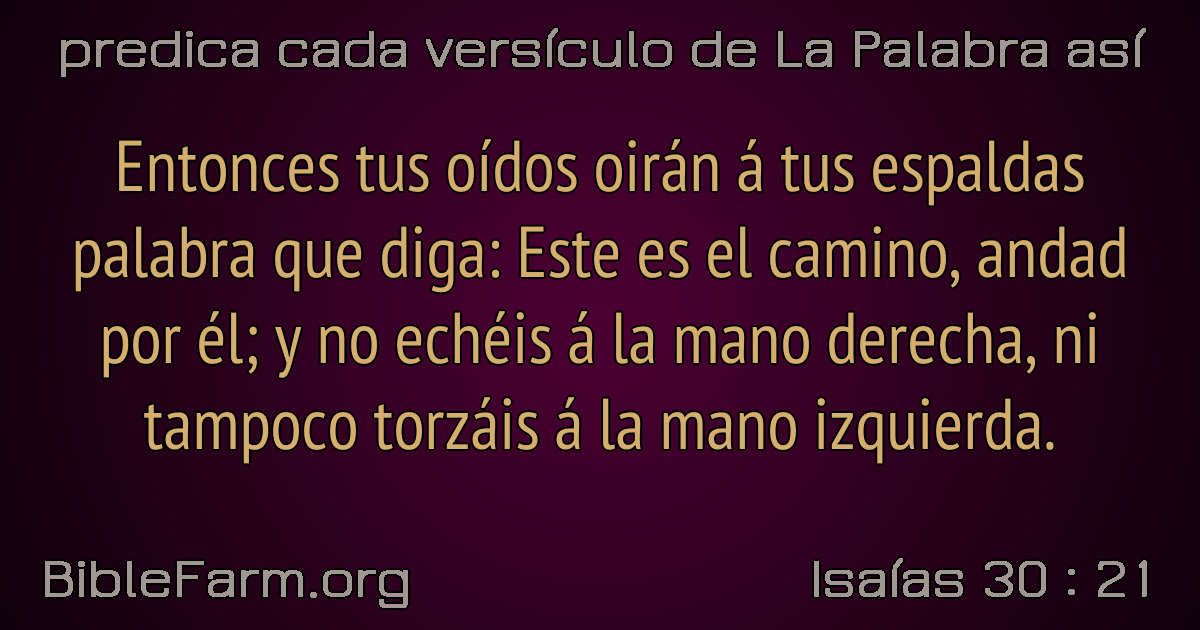 predica cada versículo de La Palabra así
Entonces tus oídos oirán á tus espaldas
palabra que diga: Este es el camino, andad
por él; y no echéis á la mano derecha, ni
tampoco torzáis á la mano izquierda.
BibleFarm.org
Isaías 30 : 21